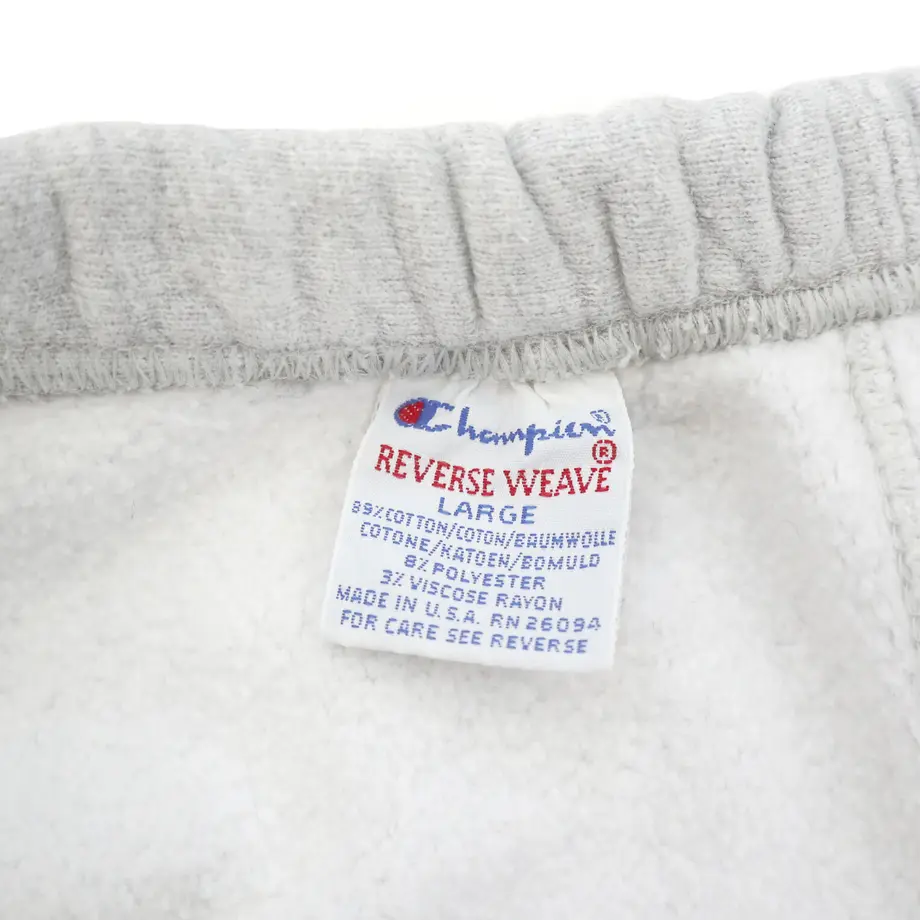 Champion®
REVERSE WEAVE®
LARGE
89% COTTON/COTON/BAUMWOLLE
COTONE/KATOEN/BOMULD
8% POLYESTER
3% VISCOSE RAYON
MADE IN U.S.A. RN 26094
FOR CARE SEE REVERSE